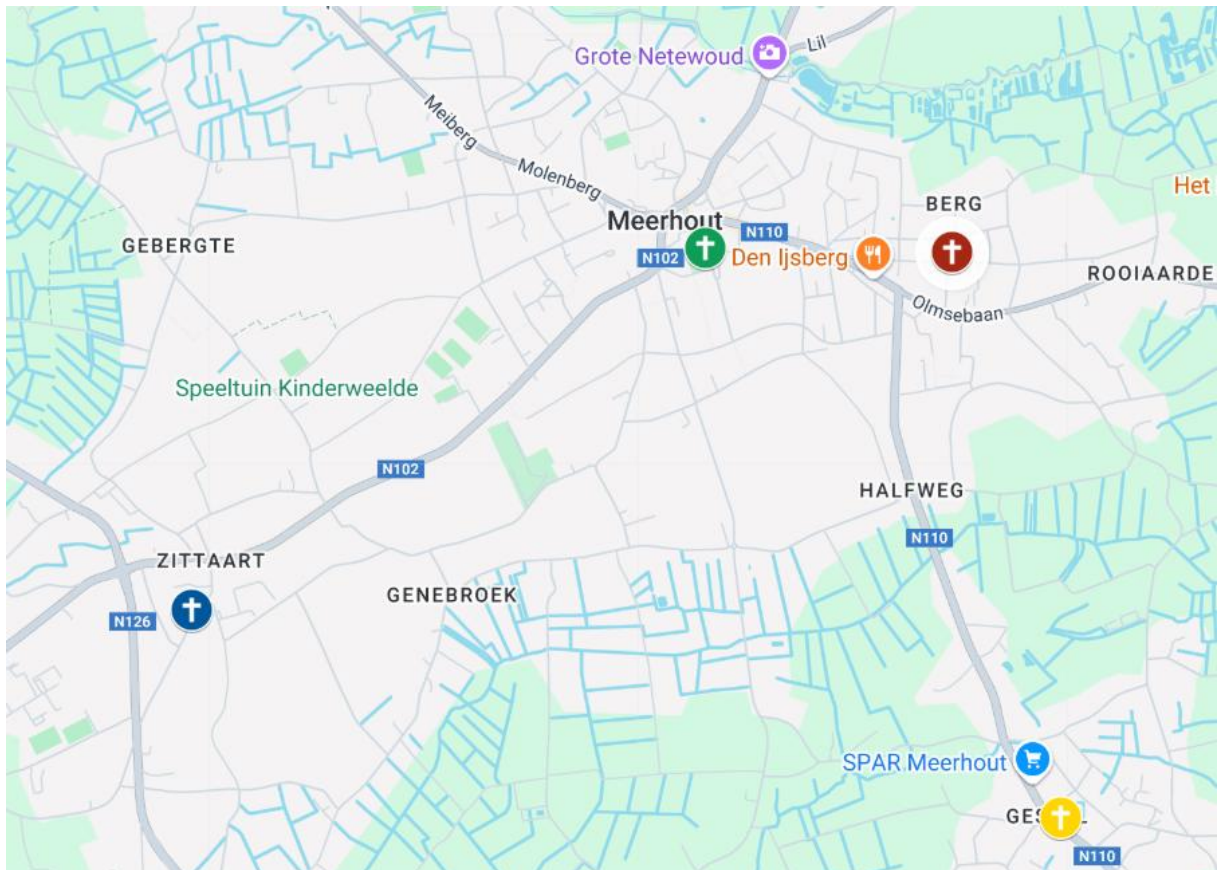 Grote Netewoud
Lil
Meiberg
Molenberg
Het
BERG
Meerhout
N110
GEBERGTE
N102
Den Ijsberg
ROOIAARDE
Olmsebaan
Speeltuin Kinderweelde
N102
HALFWEG
N110
ZITTAART
GENEBROEK
N126
SPAR Meerhout
N110